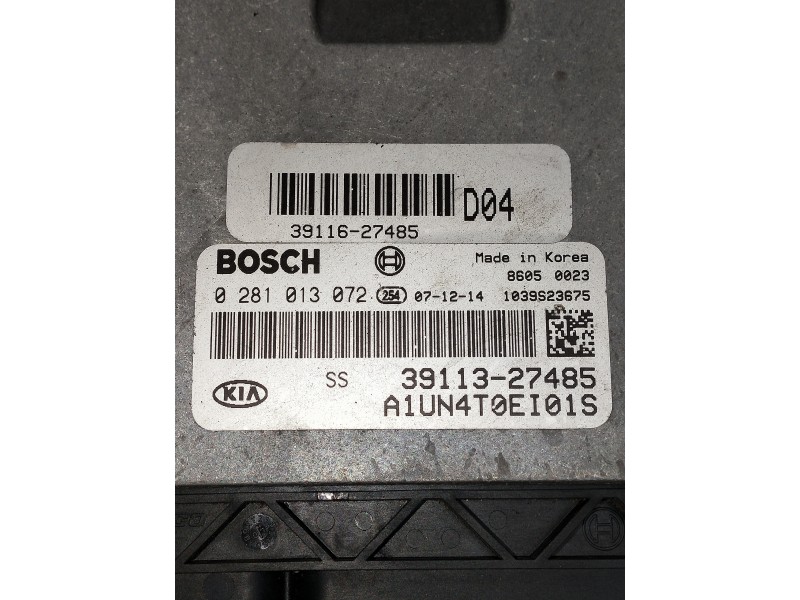 D04
39116-27485
BOSCH
Made in Korea
8605 0023
0 281 013 072 254 07-12-14 1039S23675
KIA SS 39113-27485
A1UN4T0EI01S